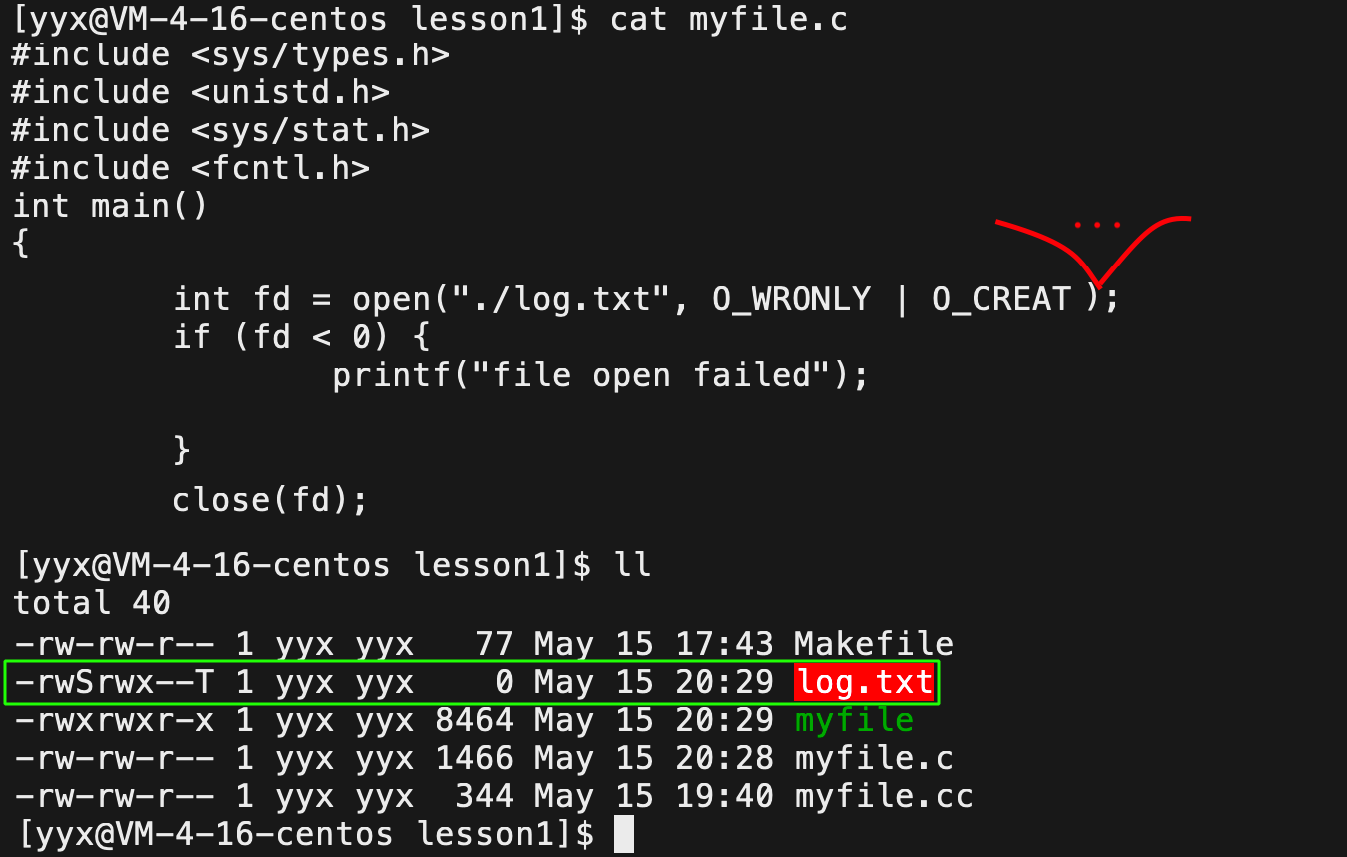 [yyx@VM-4-16-centos lesson1]$ cat myfile.c
#include <sys/types.h>
#include <unistd.h>
#include <sys/stat.h>
#include <fcntl.h>
int main()
{
...
        int fd = open("./log.txt", O_WRONLY | O_CREAT );
        if (fd < 0) {
                printf("file open failed");
        }
        close(fd);
[yyx@VM-4-16-centos lesson1]$ ll
total 40
-rw-rw-r-- 1 yyx yyx   77 May 15 17:43 Makefile
-rwSrwx--T 1 yyx yyx    0 May 15 20:29 log.txt
-rwxrwxr-x 1 yyx yyx 8464 May 15 20:29 myfile
-rw-rw-r-- 1 yyx yyx 1466 May 15 20:28 myfile.c
-rw-rw-r-- 1 yyx yyx  344 May 15 19:40 myfile.cc
[yyx@VM-4-16-centos lesson1]$